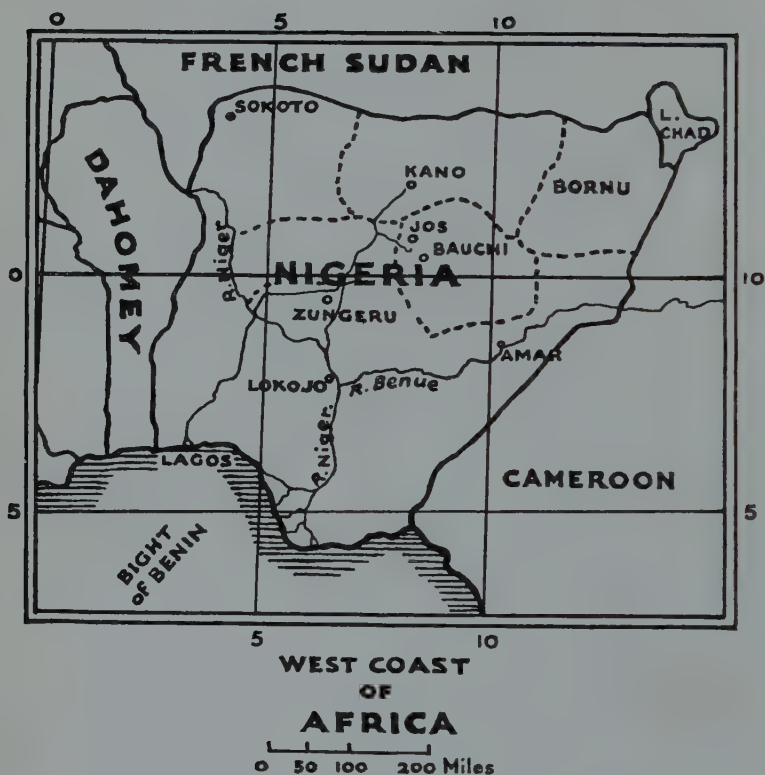 0 5 10
FRENCH SUDAN
SOKOTO
L.
CHAD
KANO
DAHOMEY
BORNU
JOS
BAUCHI
R. Niger
0 NIGERIA 10
ZUNGERU
AMAR
LOKOJO
R. Benue
R. Niger.
LAGOS
CAMEROON
5 5
BIGHT
OF BENIN
5 10
WEST COAST
OF
AFRICA
0 50 100 200 Miles